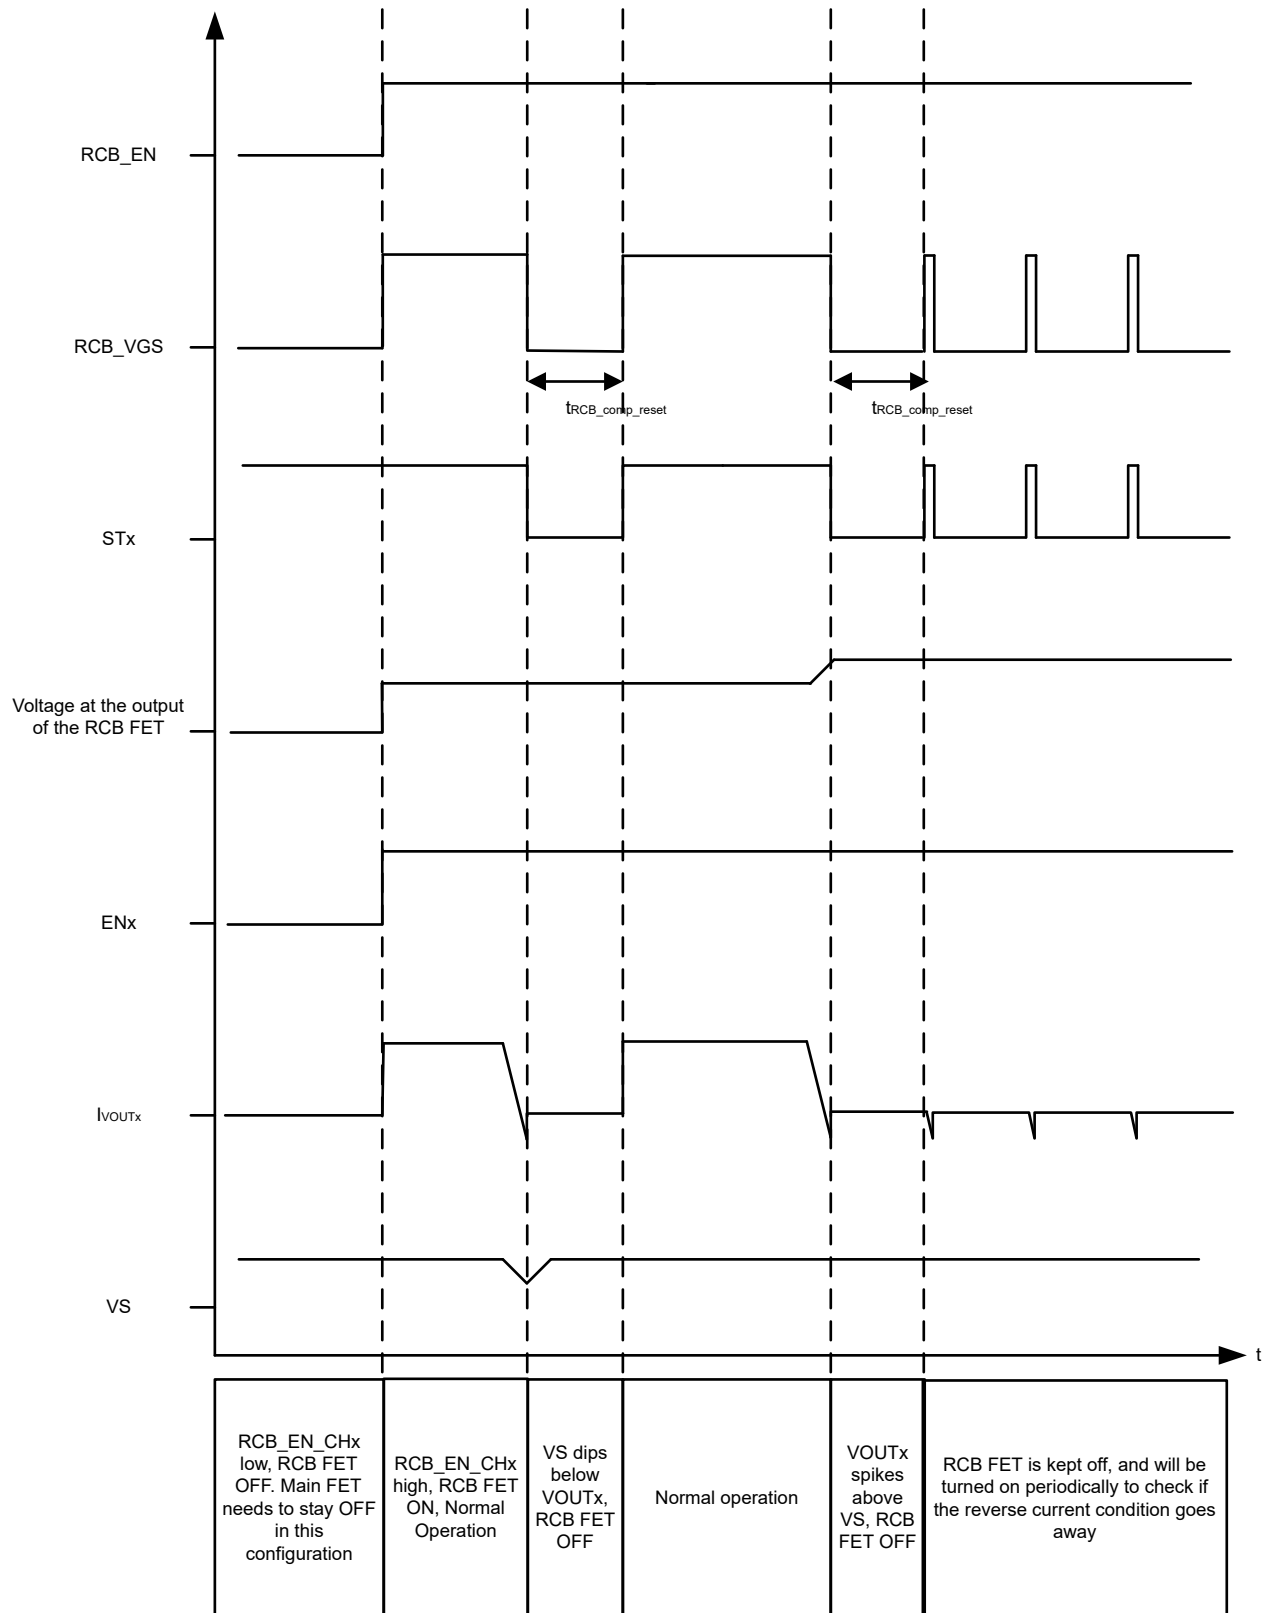 RCB_EN
RCB_VGS
tRCB_comp_reset
tRCB_comp_reset
STx
Voltage at the output
of the RCB FET
ENx
IVOUTx
VS
t
RCB_EN_CHx
low, RCB FET
OFF. Main FET
needs to stay OFF
in this
configuration
RCB_EN_CHx
high, RCB FET
ON, Normal
Operation
VS dips
below
VOUTx,
RCB FET
OFF
Normal operation
VOUTx
spikes
above
VS, RCB
FET OFF
RCB FET is kept off, and will be
turned on periodically to check if
the reverse current condition goes
away